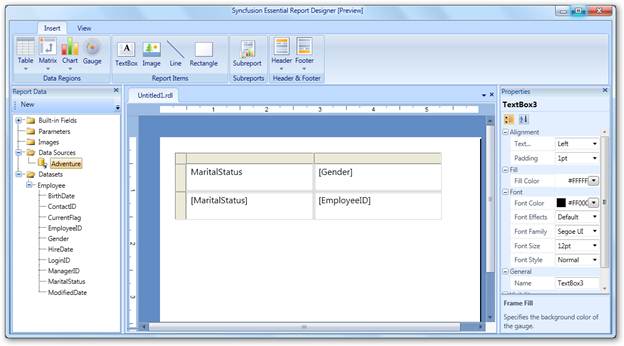 Syncfusion Essential Report Designer [Preview]
Insert
View
Table
Matrix
Chart
Gauge
TextBox
Image
Line
Rectangle
Subreport
Header
Footer
Data Regions
Report Items
Subreports
Header & Footer
Report Data
New
Built-in Fields
Parameters
Images
Data Sources
Adventure
Datasets
Employee
BirthDate
ContactID
CurrentFlag
EmployeeID
Gender
HireDate
LoginID
ManagerID
MaritalStatus
ModifiedDate
Untitled1.rdl
1 2 3 4 5
1
2
3
MaritalStatus [Gender]
[MaritalStatus] [EmployeeID]
Properties
TextBox3
Alignment
Text... Left
Padding 1pt
Fill
Fill Color #FFFFF
Font
Font Color #FF000
Font Effects Default
Font Family Segoe UI
Font Size 12pt
Font Style Normal
General
Name TextBox3
Frame Fill
Specifies the background color of
the gauge.